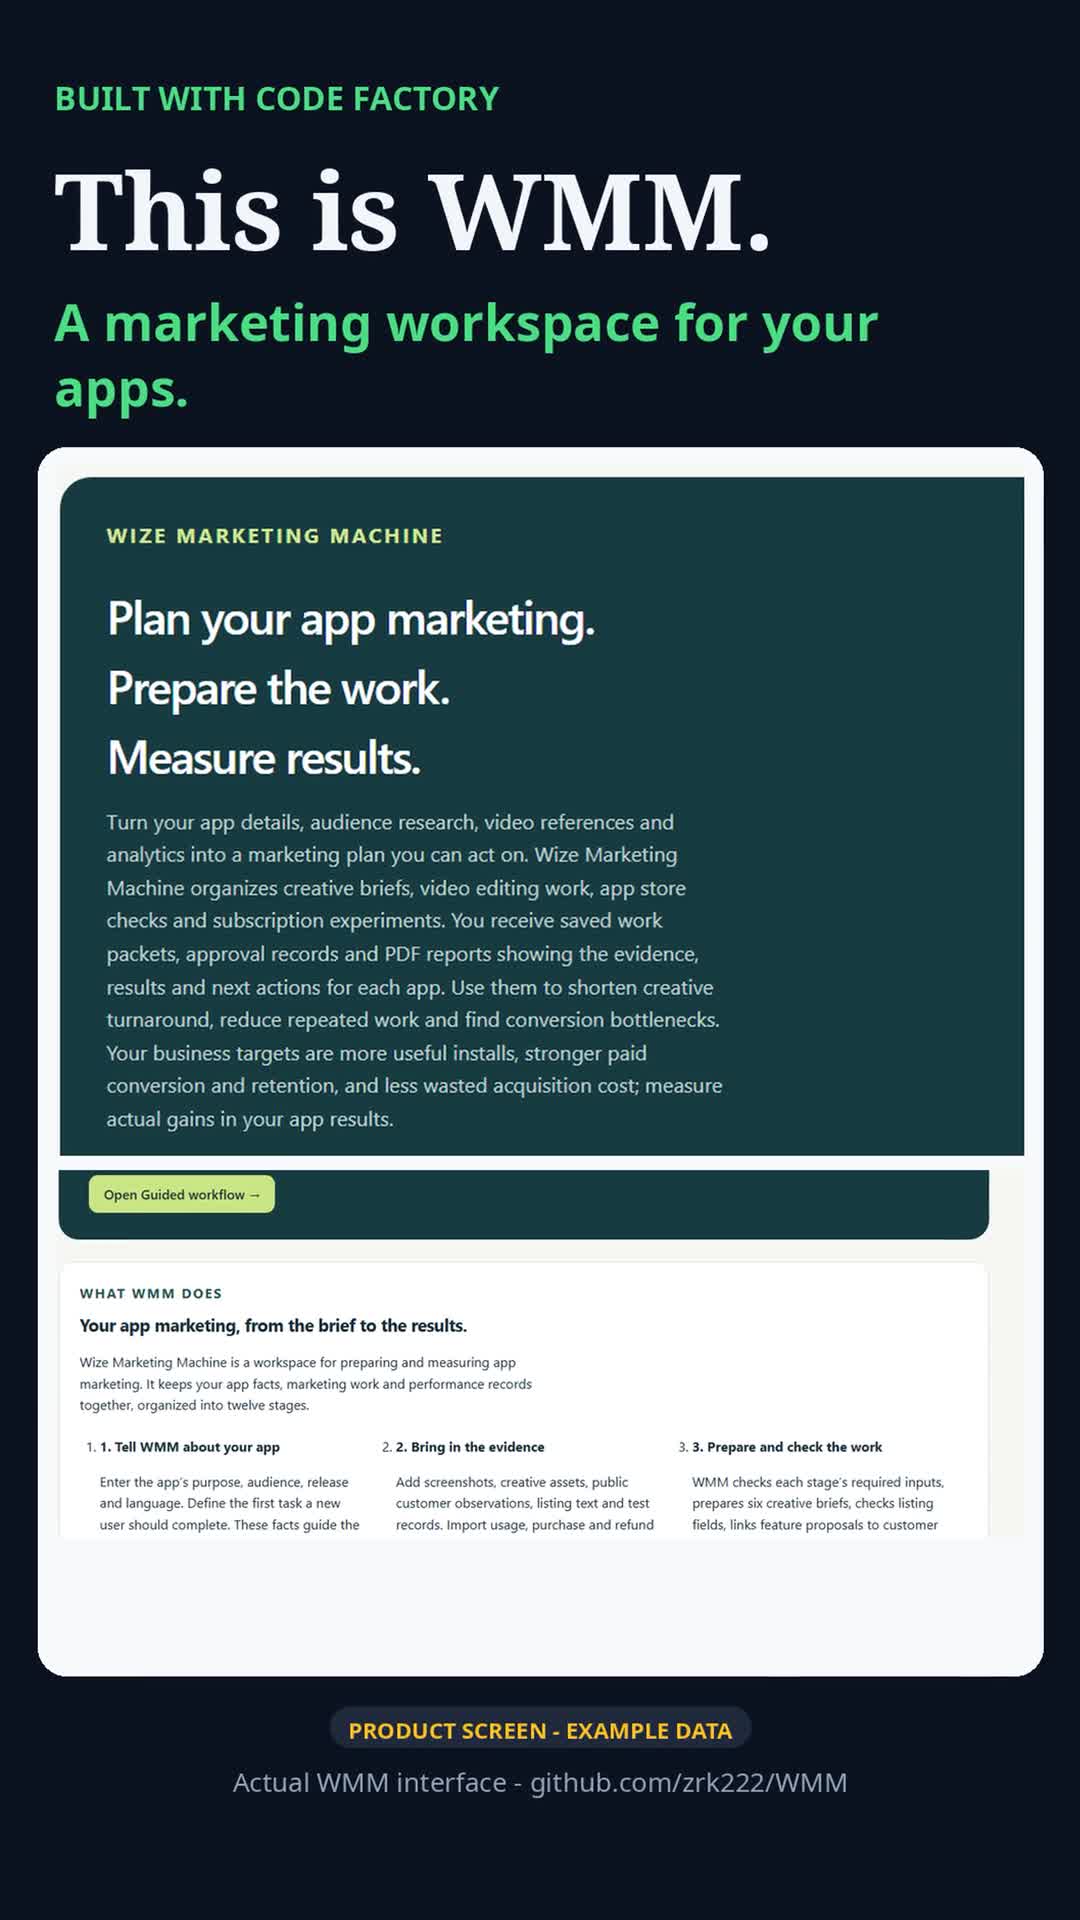 BUILT WITH CODE FACTORY
This is WMM.
A marketing workspace for your
apps.
WIZE MARKETING MACHINE
Plan your app marketing.
Prepare the work.
Measure results.
Turn your app details, audience research, video references and
analytics into a marketing plan you can act on. Wize Marketing
Machine organizes creative briefs, video editing work, app store
checks and subscription experiments. You receive saved work
packets, approval records and PDF reports showing the evidence,
results and next actions for each app. Use them to shorten creative
turnaround, reduce repeated work and find conversion bottlenecks.
Your business targets are more useful installs, stronger paid
conversion and retention, and less wasted acquisition cost; measure
actual gains in your app results.
Open Guided workflow →
WHAT WMM DOES
Your app marketing, from the brief to the results.
Wize Marketing Machine is a workspace for preparing and measuring app
marketing. It keeps your app facts, marketing work and performance records
together, organized into twelve stages.
1. 1. Tell WMM about your app
Enter the app's purpose, audience, release
and language. Define the first task a new
user should complete. These facts guide the
2. 2. Bring in the evidence
Add screenshots, creative assets, public
customer observations, listing text and test
records. Import usage, purchase and refund
3. 3. Prepare and check the work
WMM checks each stage's required inputs,
prepares six creative briefs, checks listing
fields, links feature proposals to customer
PRODUCT SCREEN - EXAMPLE DATA
Actual WMM interface - github.com/zrk222/WMM